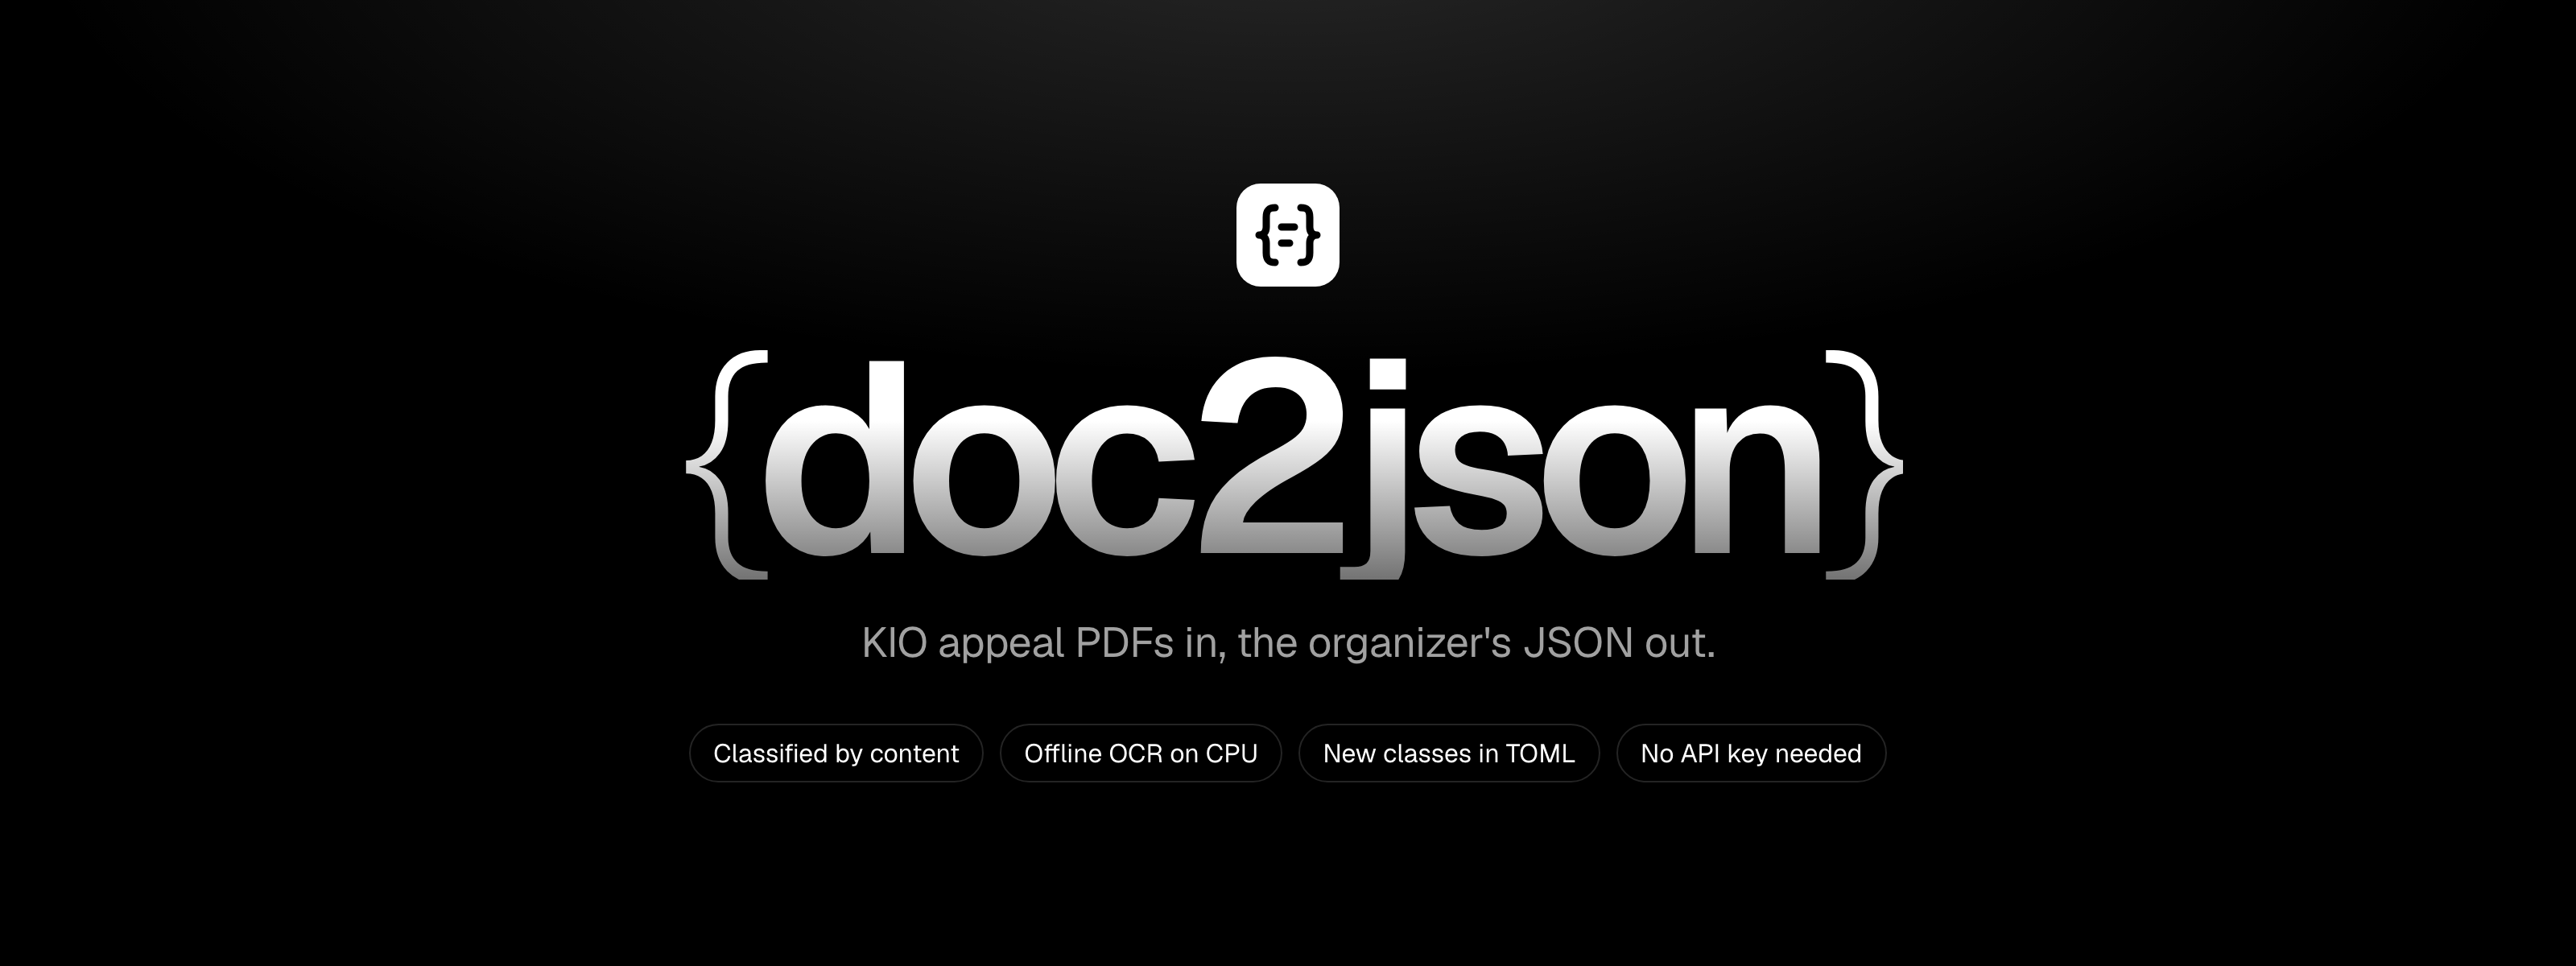 {doc2json}
KIO appeal PDFs in, the organizer's JSON out.
Classified by content Offline OCR on CPU New classes in TOML No API key needed